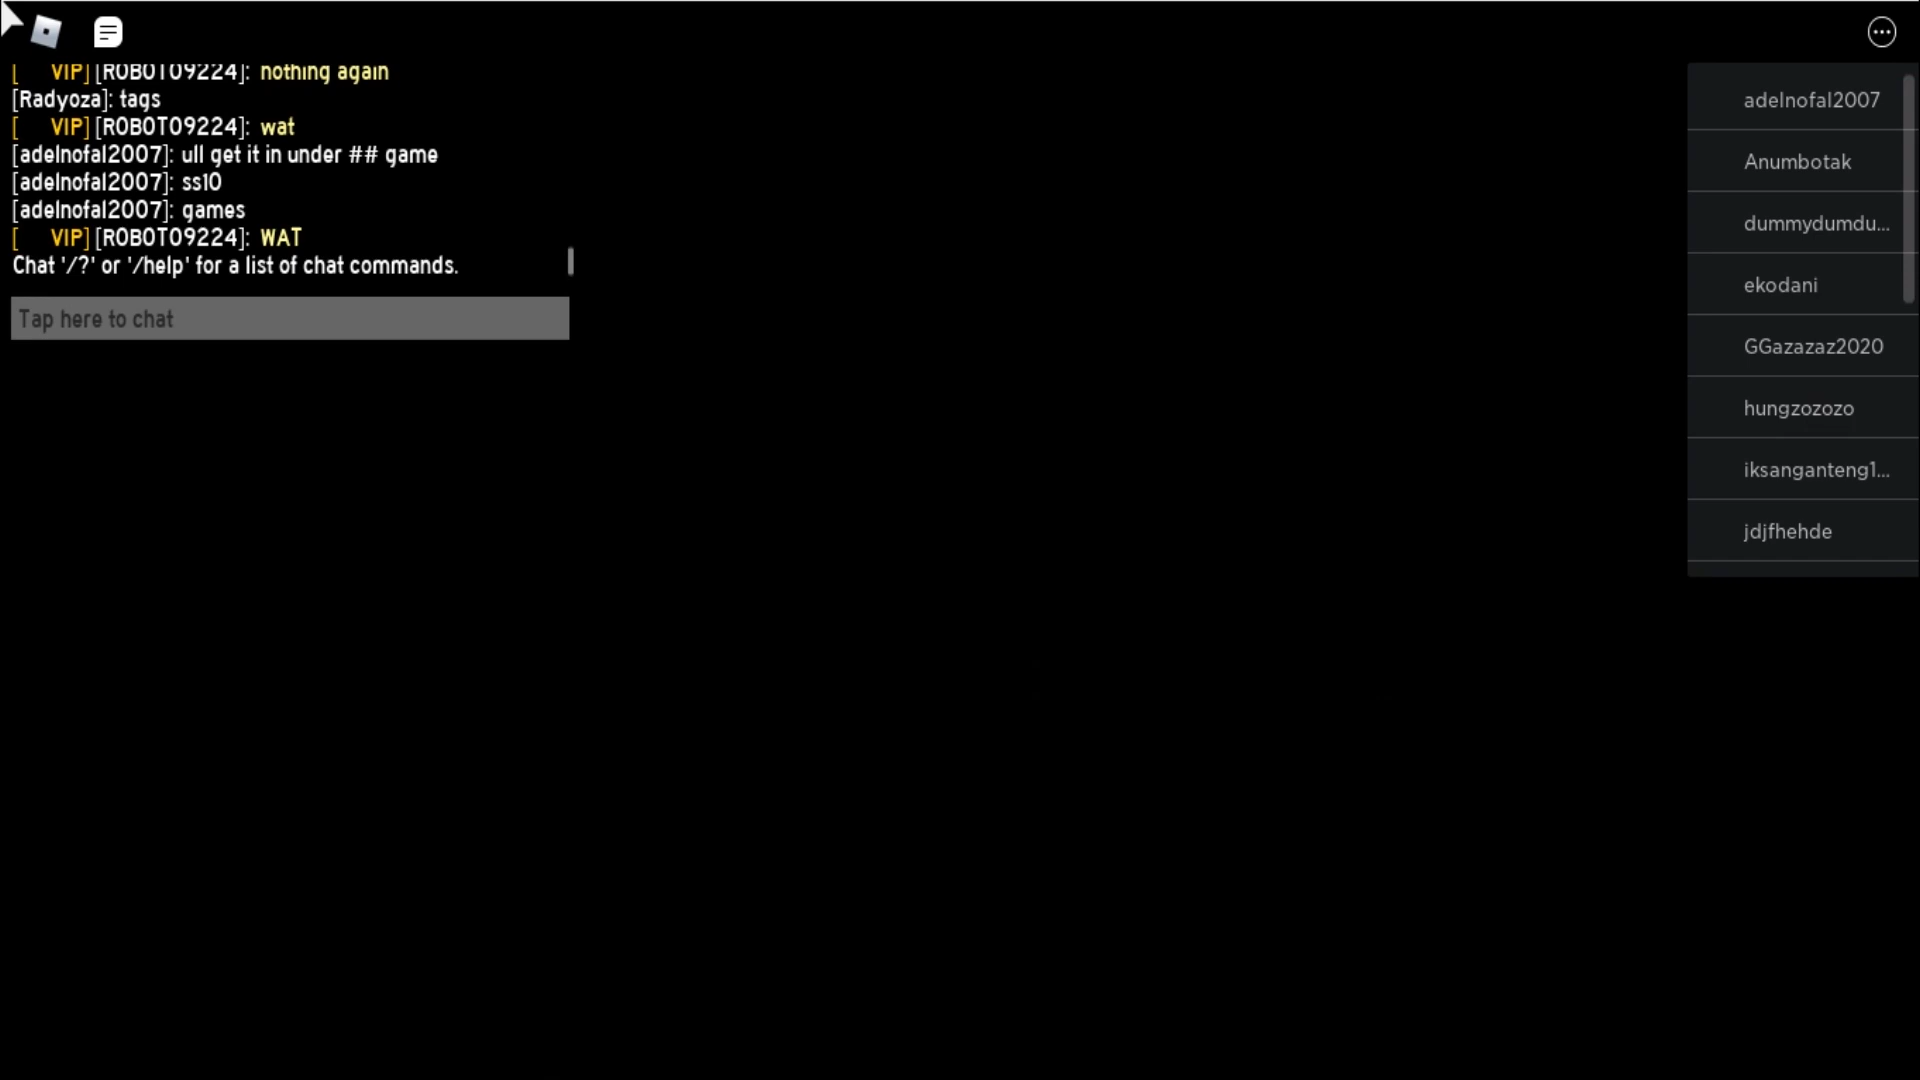 [ VIP] [ROBOT09224]: nothing again
[Radyoza]: tags
[ VIP] [ROBOT09224]: wat
[adelnofal2007]: ull get it in under ## game
[adelnofal2007]: ss10
[adelnofal2007]: games
[ VIP] [ROBOT09224]: WAT
Chat '/?' or '/help' for a list of chat commands.
Tap here to chat
adelnofal2007
Anumbotak
dummydumdu...
ekodani
GGazazaz2020
hungzozozo
iksanganteng1...
jdjfhehde